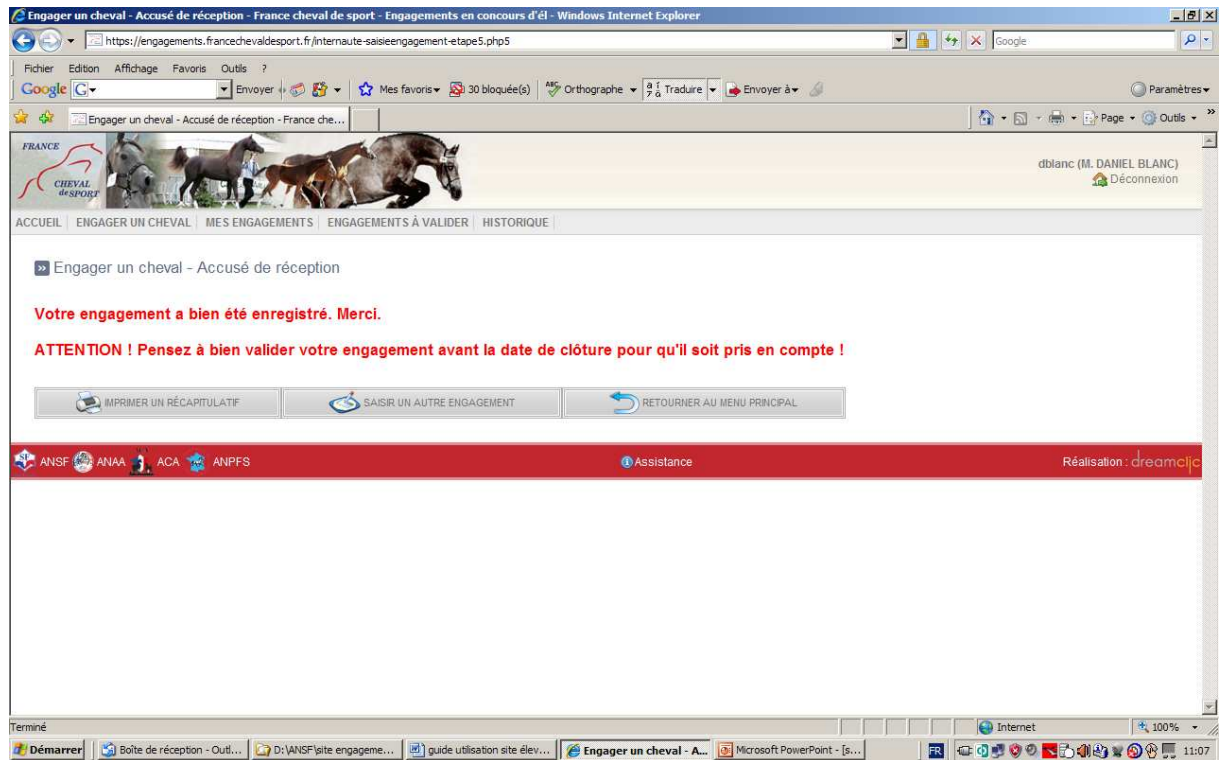 Engager un cheval - Accusé de réception - France cheval de sport - Engagements en concours d'él - Windows Internet Explorer
https://engagements.francechevaldesport.fr/internaute-saisieengagement-etape5.php5
Google
Fichier Edition Affichage Favoris Outils ?
Google G Envoyer Mes favoris 30 bloquée(s) ABC Orthographe Traduire Envoyer à Paramètres
Engager un cheval - Accusé de réception - France che... Page Outils »
FRANCE
CHEVAL
de SPORT
dblanc (M. DANIEL BLANC)
Déconnexion
ACCUEIL ENGAGER UN CHEVAL MES ENGAGEMENTS ENGAGEMENTS À VALIDER HISTORIQUE
Engager un cheval - Accusé de réception
Votre engagement a bien été enregistré. Merci.
ATTENTION ! Pensez à bien valider votre engagement avant la date de clôture pour qu'il soit pris en compte !
IMPRIMER UN RÉCAPITULATIF SAISIR UN AUTRE ENGAGEMENT RETOURNER AU MENU PRINCIPAL
ANSF ANAA ACA ANPFS Assistance Réalisation : dreamclic
Terminé Internet 100%
Démarrer Boîte de réception - Outl... D:\ANSF\site engageme... guide utilisation site élev... Engager un cheval - A... Microsoft PowerPoint - [s... FR 11:07